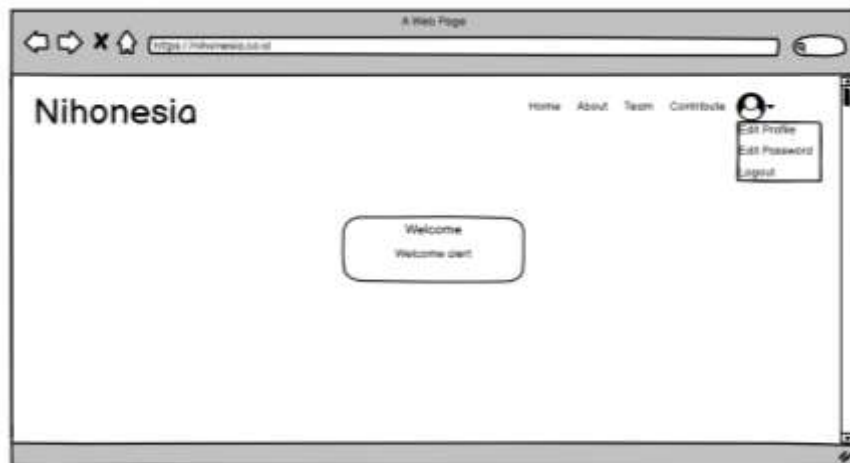 A Web Page
https://nihonesia.co.id
Nihonesia
Home About Team Contribute
Edit Profile
Edit Password
Logout
Welcome
Welcome alert